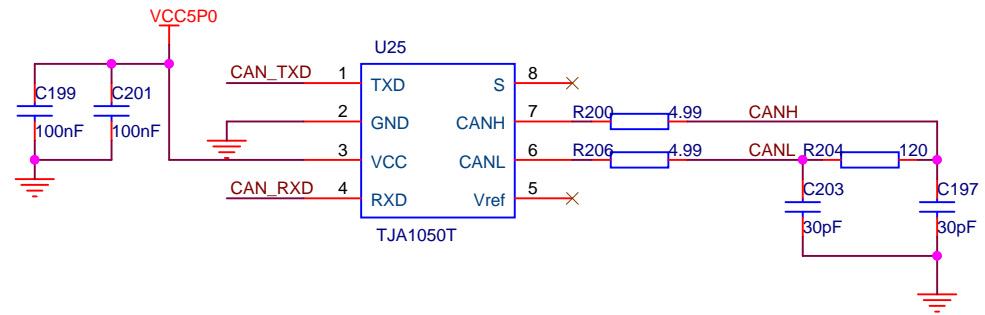 VCC5P0
U25
CAN_TXD 1 TXD S 8
C199 C201
100nF 100nF
2 GND CANH 7 R200 4.99 CANH
3 VCC CANL 6 R206 4.99 CANL R204 120
CAN_RXD 4 RXD Vref 5
C203 C197
30pF 30pF
TJA1050T